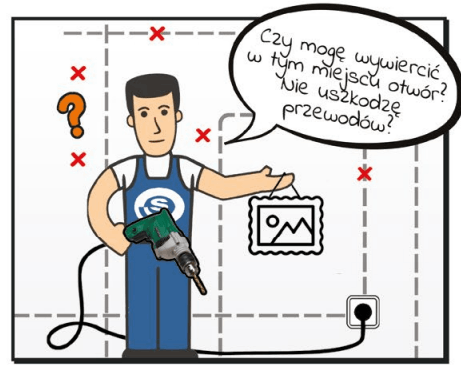 Czy mogę wywiercić
w tym miejscu otwór?
Nie uszkodzę
przewodów?